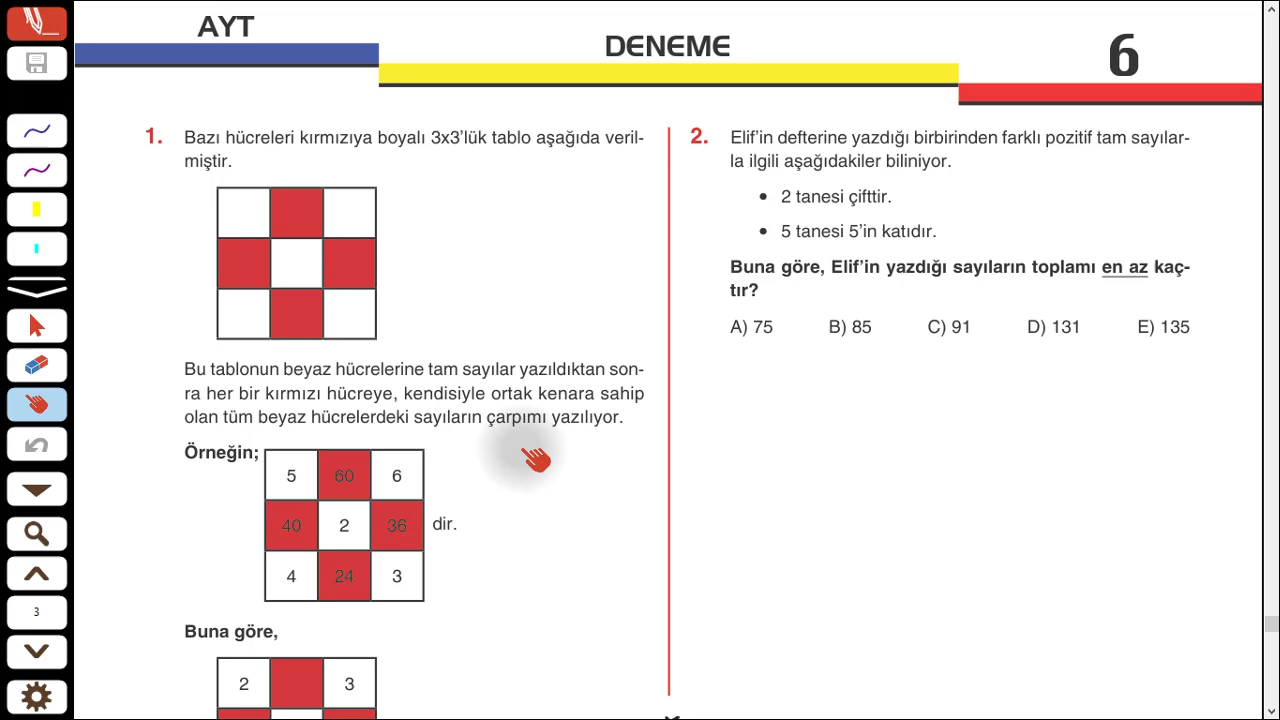 AYT
DENEME
6
1. Bazı hücreleri kırmızıya boyalı 3x3'lük tablo aşağıda veril-
miştir.
Bu tablonun beyaz hücrelerine tam sayılar yazıldıktan son-
ra her bir kırmızı hücreye, kendisiyle ortak kenara sahip
olan tüm beyaz hücrelerdeki sayıların çarpımı yazılıyor.
Örneğin;
5 60 6
40 2 36 dir.
4 24 3
Buna göre,
2 3
2. Elif'in defterine yazdığı birbirinden farklı pozitif tam sayılar-
la ilgili aşağıdakiler biliniyor.
• 2 tanesi çifttir.
• 5 tanesi 5'in katıdır.
Buna göre, Elif'in yazdığı sayıların toplamı en az kaç-
tır?
A) 75 B) 85 C) 91 D) 131 E) 135
3